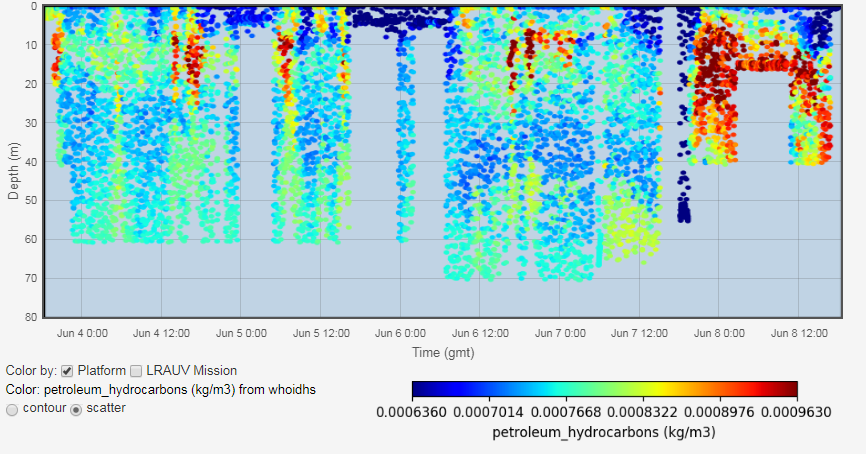 0
10
20
30
40
50
60
70
80
Depth (m)
Jun 4 0:00 Jun 4 12:00 Jun 5 0:00 Jun 5 12:00 Jun 6 0:00 Jun 6 12:00 Jun 7 0:00 Jun 7 12:00 Jun 8 0:00 Jun 8 12:00
Time (gmt)
Color by: Platform LRAUV Mission
Color: petroleum_hydrocarbons (kg/m3) from whoidhs
contour scatter
0.0006360 0.0007014 0.0007668 0.0008322 0.0008976 0.0009630
petroleum_hydrocarbons (kg/m3)